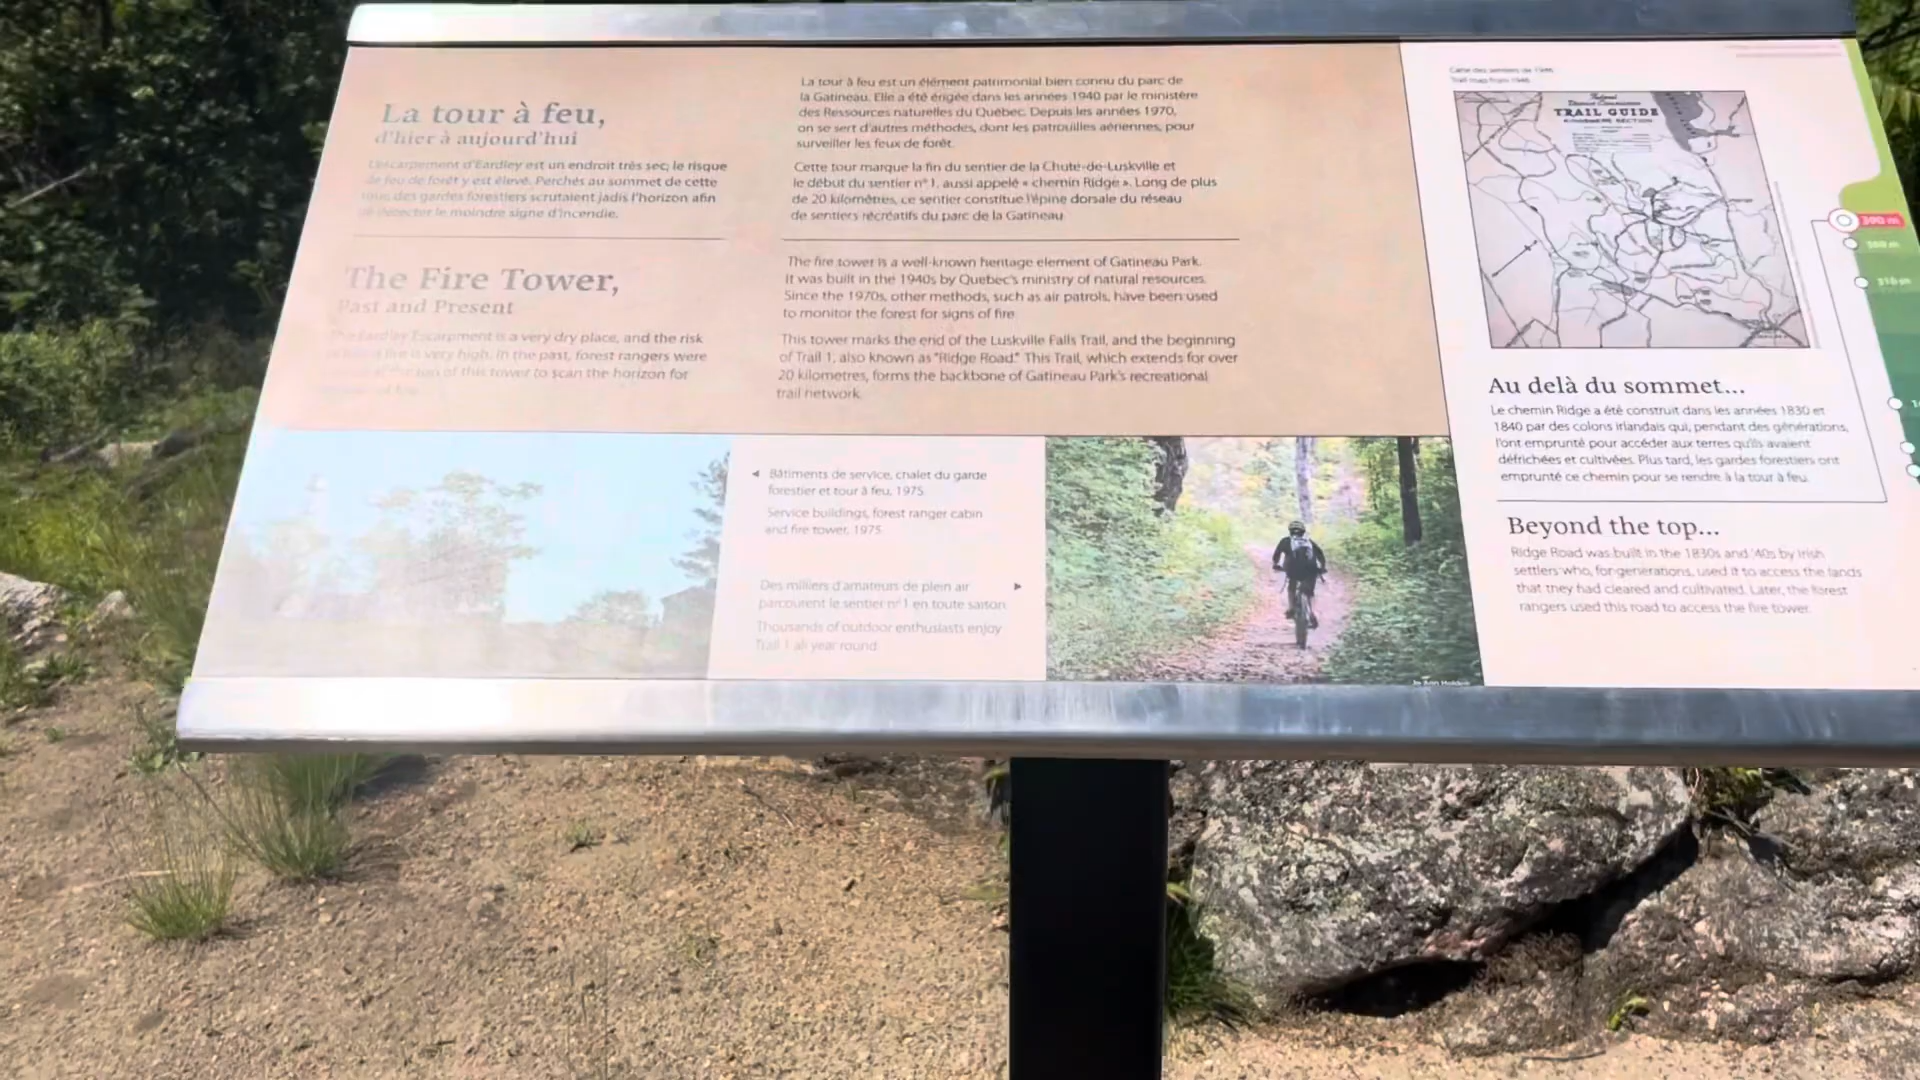 La tour à feu,
d'hier à aujourd'hui
L'escarpement d'Eardley est un endroit très sec; le risque
de feu de forêt y est élevé. Perchés au sommet de cette
tour, des gardes forestiers scrutaient jadis l'horizon afin
de détecter le moindre signe d'incendie.
The Fire Tower,
Past and Present
The Eardley Escarpment is a very dry place, and the risk
fire is very high. In the past, forest rangers were
of this tower to scan the horizon for
La tour à feu est un élément patrimonial bien connu du parc de
la Gatineau. Elle a été érigée dans les années 1940 par le ministère
des Ressources naturelles du Québec. Depuis les années 1970,
on se sert d'autres méthodes, dont les patrouilles aériennes, pour
surveiller les feux de forêt.
Cette tour marque la fin du sentier de la Chute-de-Luskville et
le début du sentier n° 1, aussi appelé « chemin Ridge ». Long de plus
de 20 kilomètres, ce sentier constitue l'épine dorsale du réseau
de sentiers récréatifs du parc de la Gatineau.
The fire tower is a well-known heritage element of Gatineau Park.
It was built in the 1940s by Quebec's ministry of natural resources.
Since the 1970s, other methods, such as air patrols, have been used
to monitor the forest for signs of fire.
This tower marks the end of the Luskville Falls Trail, and the beginning
of Trail 1, also known as "Ridge Road." This Trail, which extends for over
20 kilometres, forms the backbone of Gatineau Park's recreational
trail network.
◄ Bâtiments de service, chalet du garde
forestier et tour à feu, 1975.
Service buildings, forest ranger cabin
and fire tower, 1975.
Des milliers d'amateurs de plein air ►
parcourent le sentier n° 1 en toute saison.
Thousands of outdoor enthusiasts enjoy
Trail 1 all year round.
Carte des sentiers de 1946
Trail map from 1946
Federal
District Commission
TRAIL GUIDE
SECTION
Au delà du sommet...
Le chemin Ridge a été construit dans les années 1830 et
1840 par des colons irlandais qui, pendant des générations,
l'ont emprunté pour accéder aux terres qu'ils avaient
défrichées et cultivées. Plus tard, les gardes forestiers ont
emprunté ce chemin pour se rendre à la tour à feu.
Beyond the top...
Ridge Road was built in the 1830s and '40s by Irish
settlers who, for generations, used it to access the lands
that they had cleared and cultivated. Later, the forest
rangers used this road to access the fire tower.
390 m
310 m